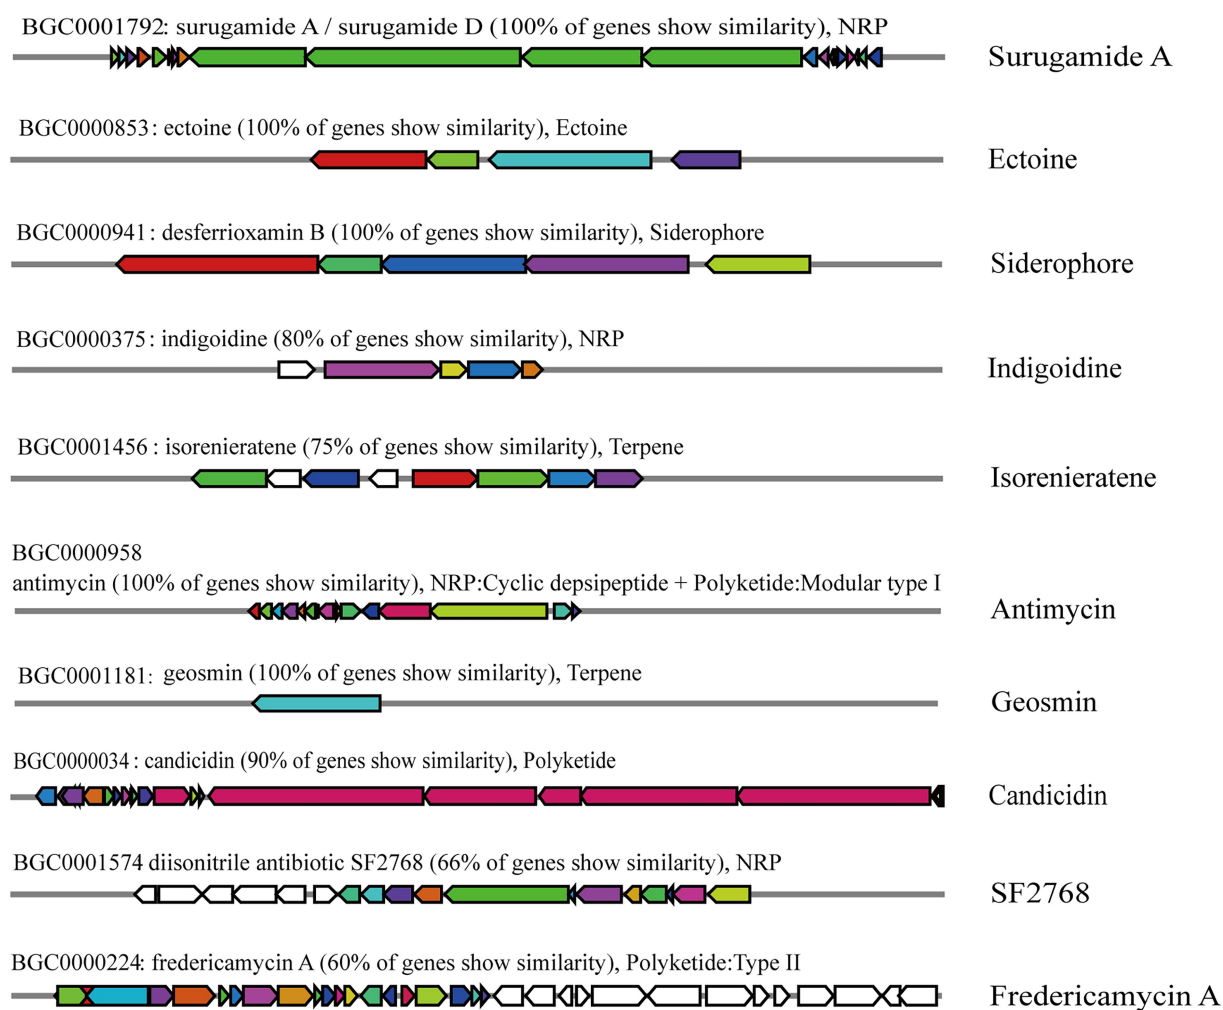 BGC0001792: surugamide A / surugamide D (100% of genes show similarity), NRP
Surugamide A
BGC0000853: ectoine (100% of genes show similarity), Ectoine
Ectoine
BGC0000941: desferrioxamin B (100% of genes show similarity), Siderophore
Siderophore
BGC0000375: indigoidine (80% of genes show similarity), NRP
Indigoidine
BGC0001456: isorenieratene (75% of genes show similarity), Terpene
Isorenieratene
BGC0000958
antimycin (100% of genes show similarity), NRP:Cyclic depsipeptide + Polyketide:Modular type I
Antimycin
BGC0001181: geosmin (100% of genes show similarity), Terpene
Geosmin
BGC0000034: candicidin (90% of genes show similarity), Polyketide
Candicidin
BGC0001574 diisonitrile antibiotic SF2768 (66% of genes show similarity), NRP
SF2768
BGC0000224: fredericamycin A (60% of genes show similarity), Polyketide:Type II
Fredericamycin A